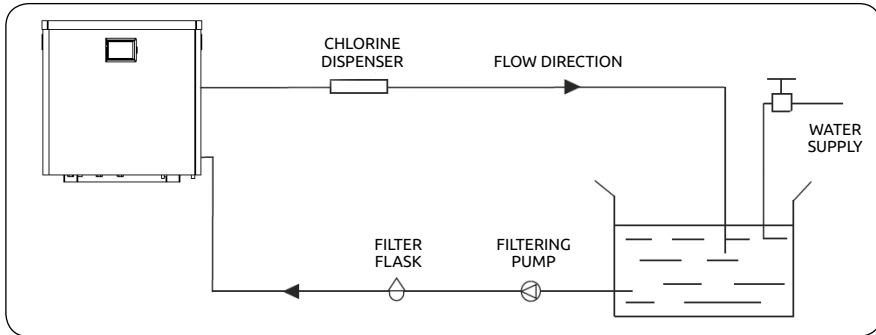 CHLORINE
DISPENSER
FLOW DIRECTION
WATER
SUPPLY
FILTER
FLASK
FILTERING
PUMP